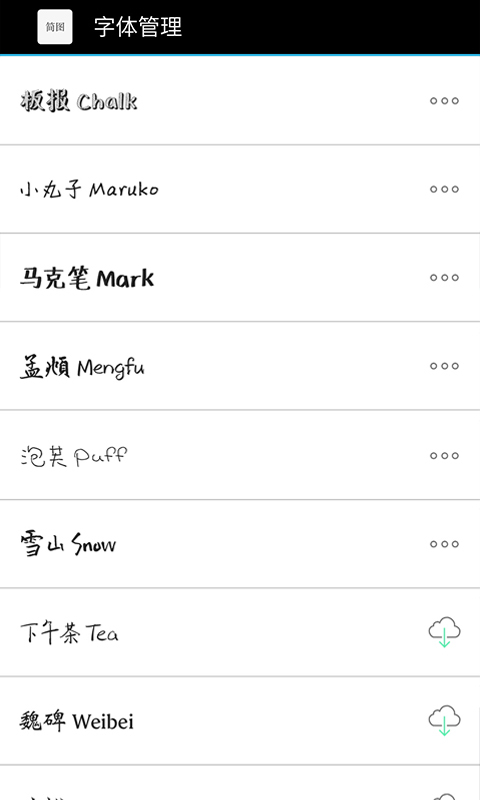 简图
字体管理
板报 Chalk
小丸子 Maruko
马克笔 Mark
孟頫 Mengfu
泡芙 Puff
雪山 Snow
下午茶 Tea
魏碑 Weibei